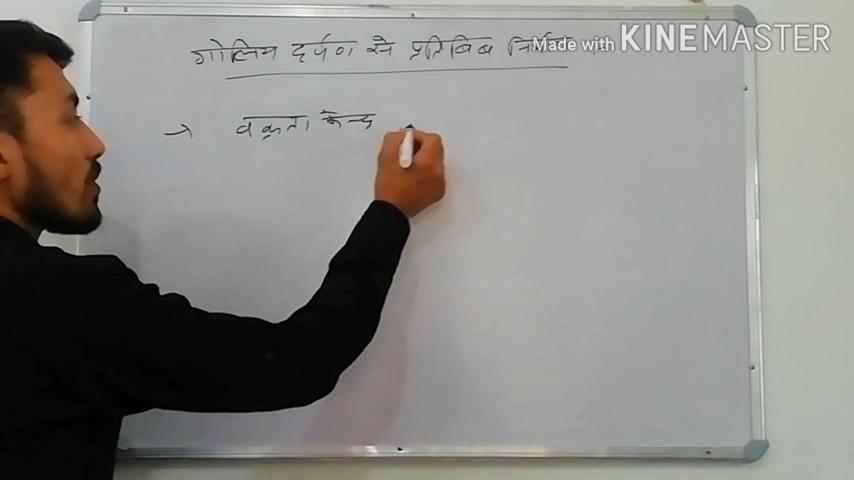 गोलिय दर्पण से प्रतिबिंब
Made with KINEMASTER
→ वक्रता केन्द्र